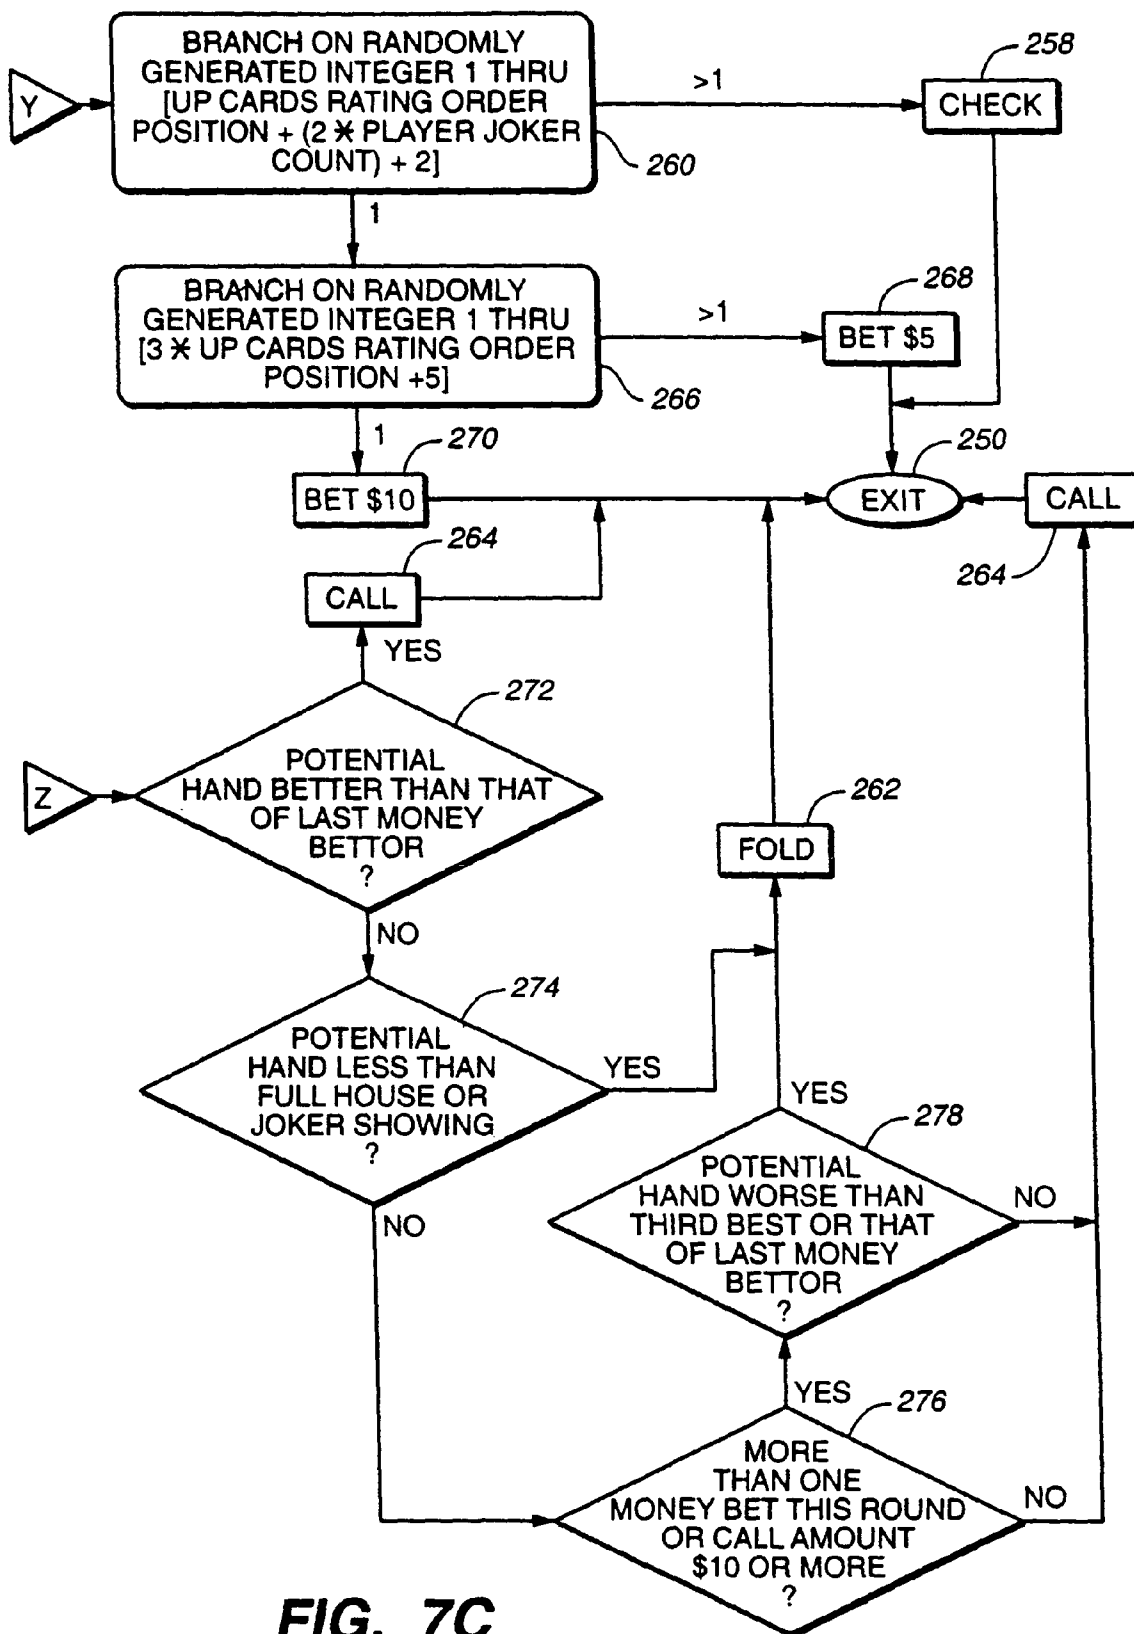 BRANCH ON RANDOMLY
GENERATED INTEGER 1 THRU
[UP CARDS RATING ORDER
POSITION + (2 * PLAYER JOKER
COUNT) + 2]
Y
>1
258
CHECK
260
1
BRANCH ON RANDOMLY
GENERATED INTEGER 1 THRU
[3 * UP CARDS RATING ORDER
POSITION +5]
>1
268
BET $5
266
1
270
BET $10
250
EXIT
CALL
264
264
CALL
YES
272
POTENTIAL
HAND BETTER THAN THAT
OF LAST MONEY
BETTOR
?
Z
262
FOLD
NO
274
POTENTIAL
HAND LESS THAN
FULL HOUSE OR
JOKER SHOWING
?
YES
NO
YES
278
POTENTIAL
HAND WORSE THAN
THIRD BEST OR THAT
OF LAST MONEY
BETTOR
?
NO
YES
276
MORE
THAN ONE
MONEY BET THIS ROUND
OR CALL AMOUNT
$10 OR MORE
?
NO
FIG. 7C